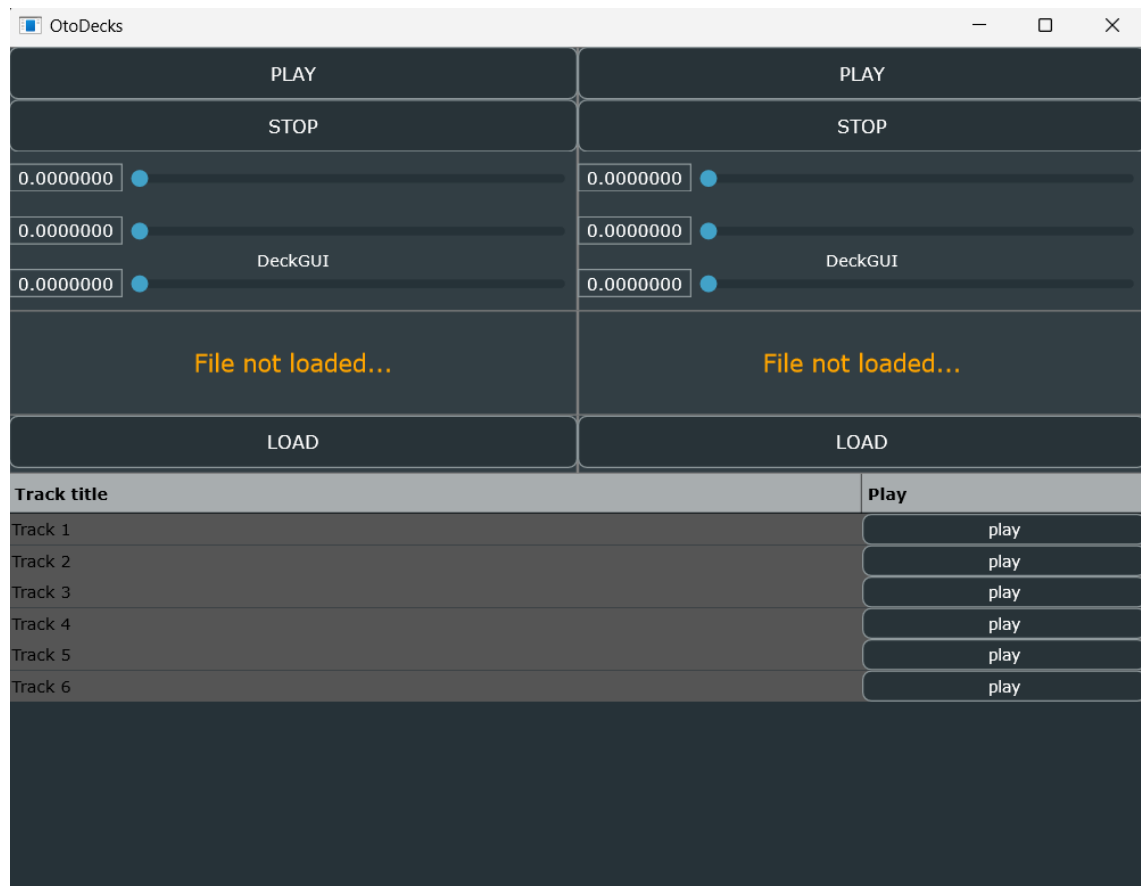 OtoDecks
PLAY PLAY
STOP STOP
0.0000000 0.0000000
0.0000000 0.0000000
DeckGUI DeckGUI
0.0000000 0.0000000
File not loaded... File not loaded...
LOAD LOAD
Track title Play
Track 1 play
Track 2 play
Track 3 play
Track 4 play
Track 5 play
Track 6 play